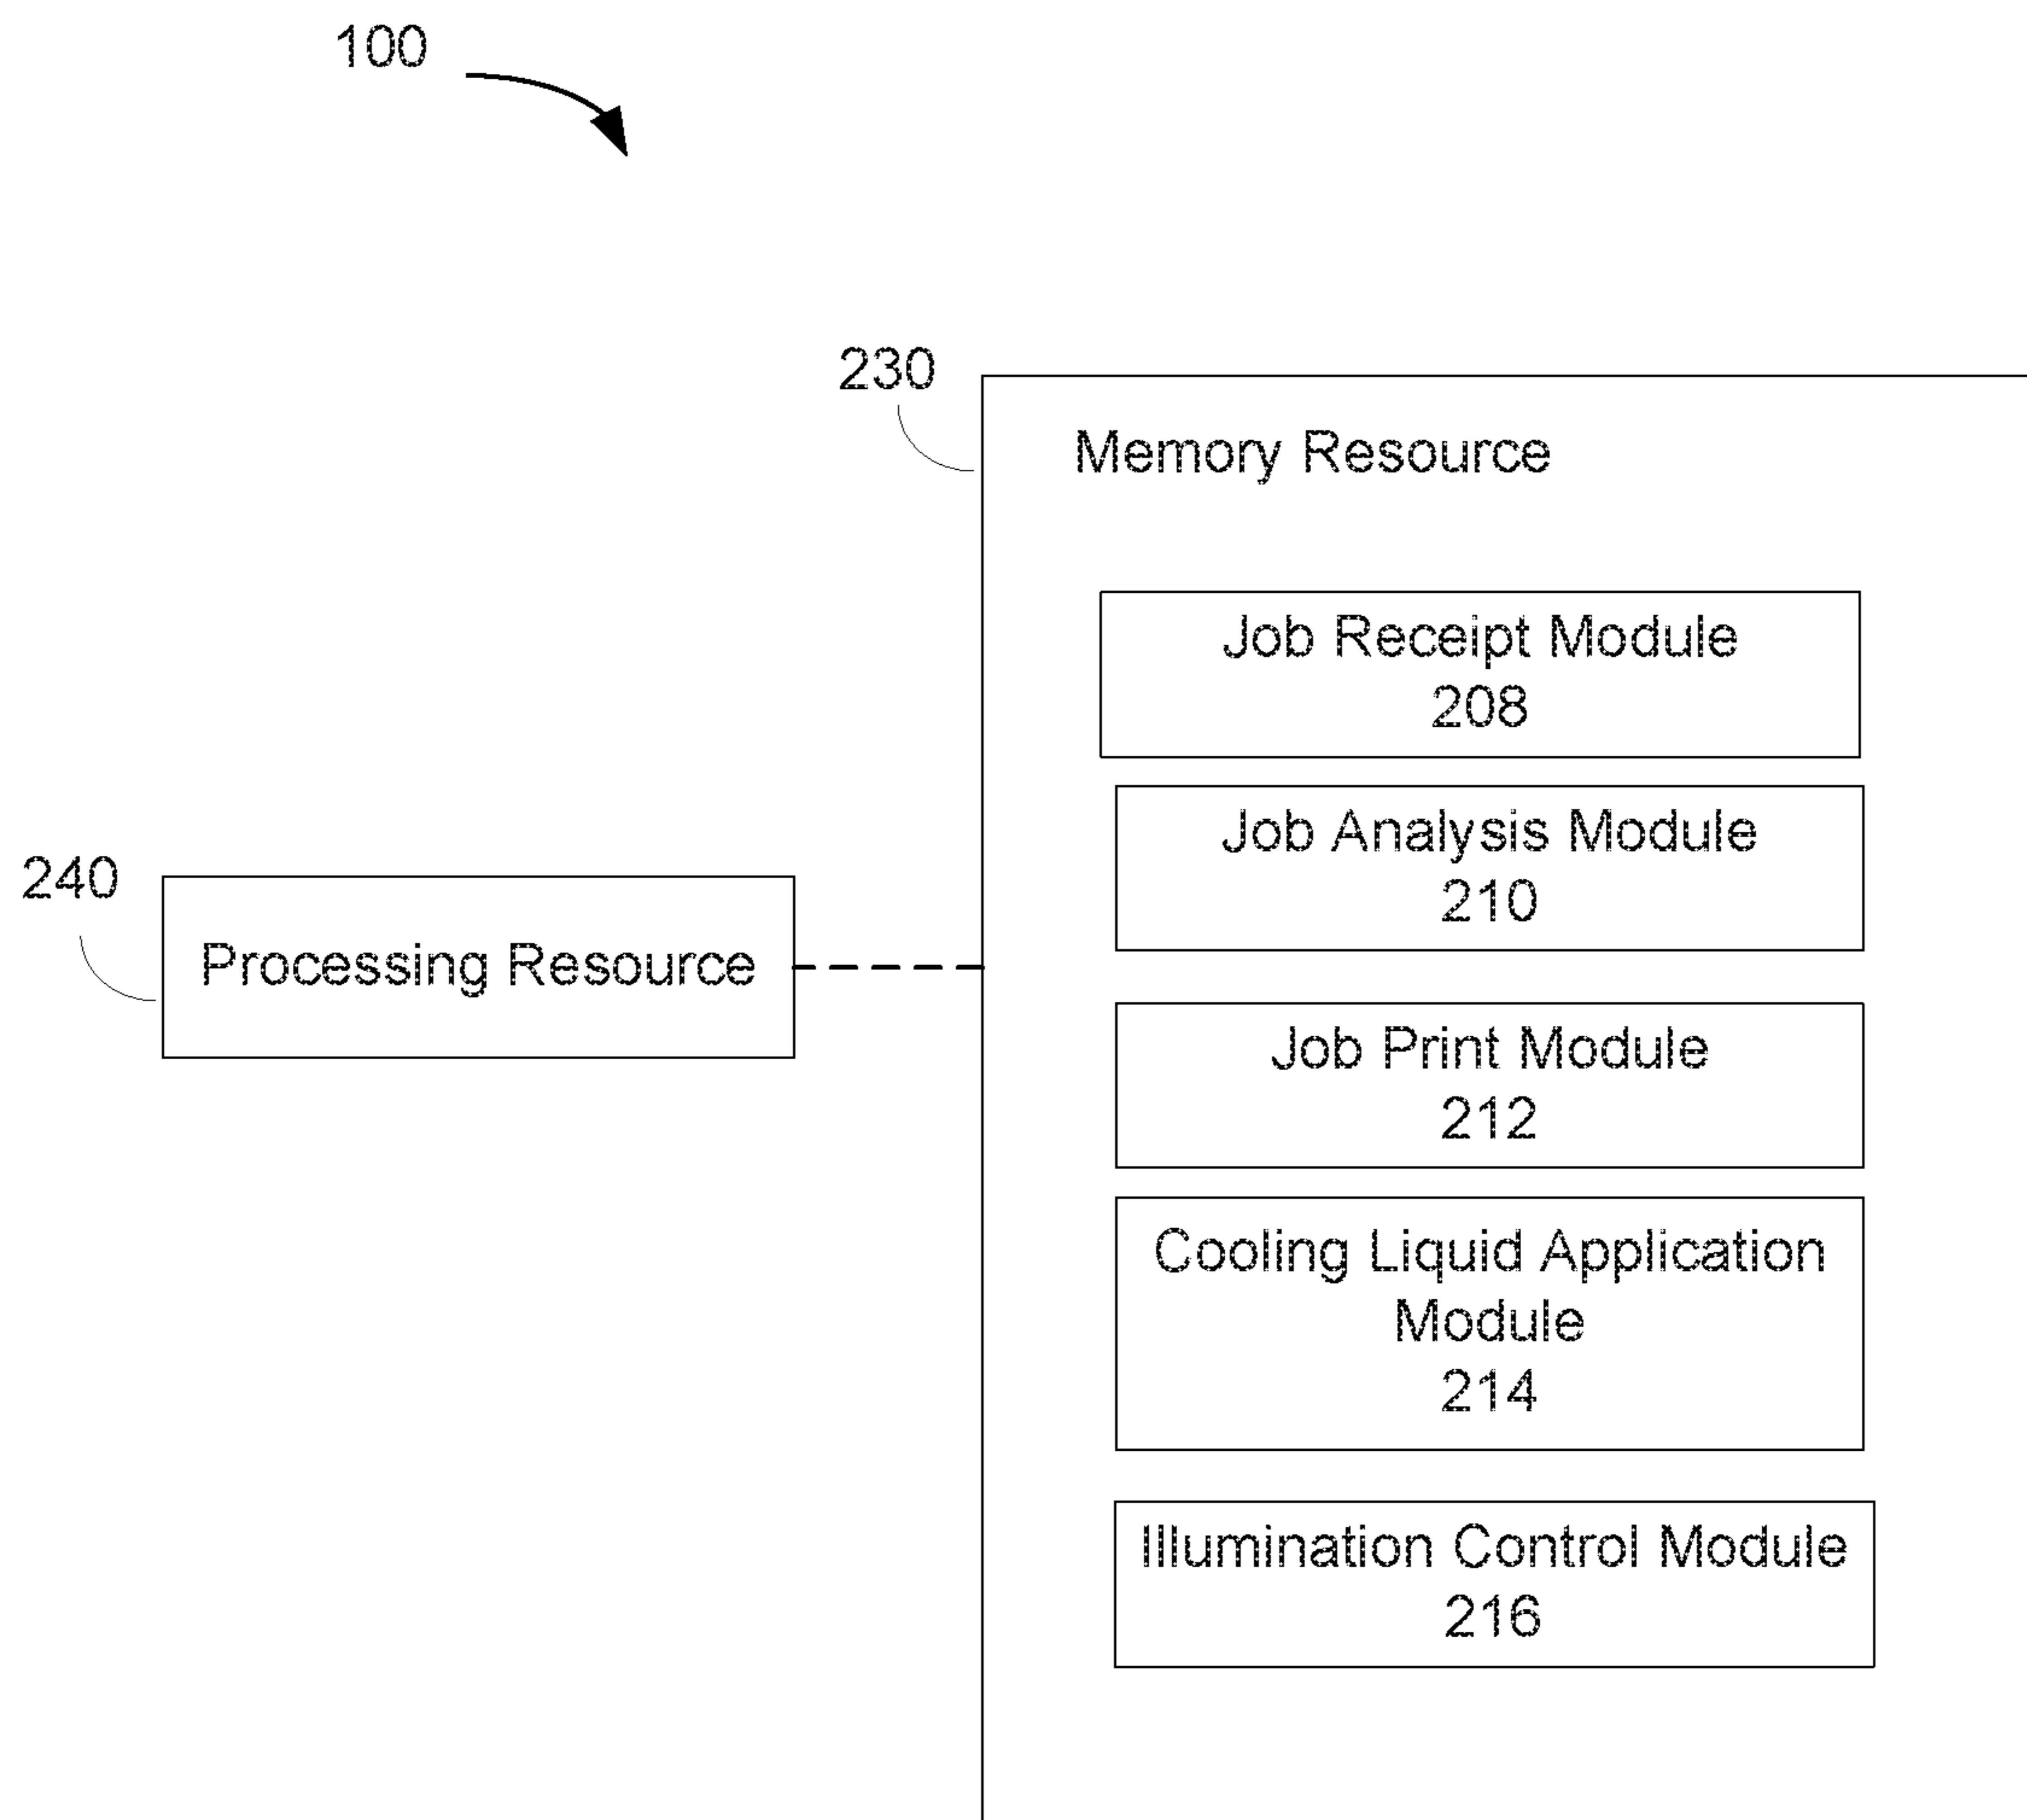 100
230
Memory Resource
Job Receipt Module
208
Job Analysis Module
210
240
Processing Resource
Job Print Module
212
Cooling Liquid Application
Module
214
Illumination Control Module
216